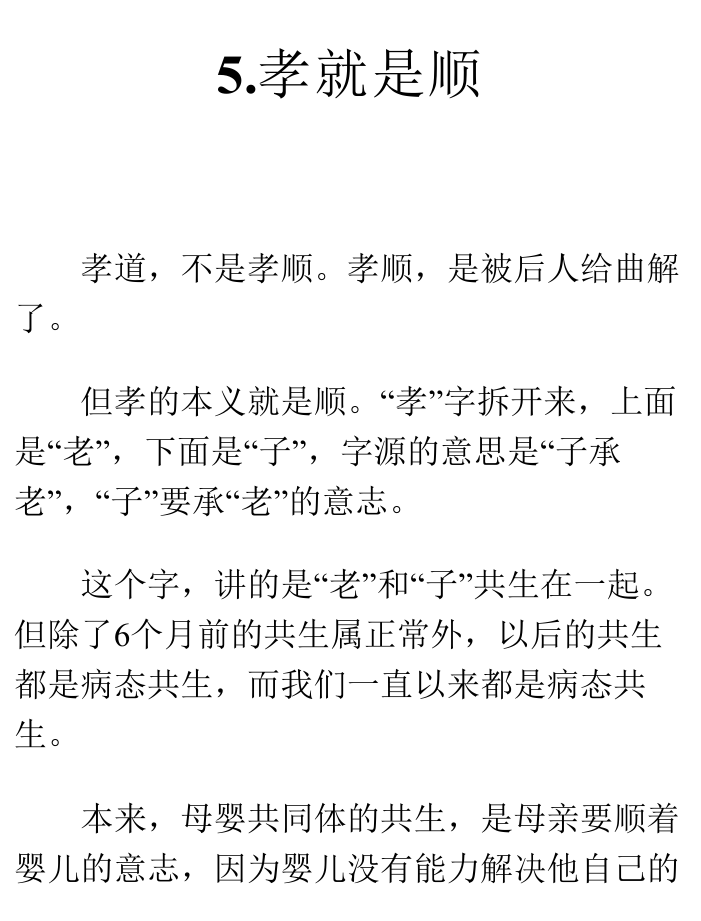 5.孝就是顺
孝道，不是孝顺。孝顺，是被后人给曲解
了。
但孝的本义就是顺。“孝”字拆开来，上面
是“老”，下面是“子”，字源的意思是“子承
老”，“子”要承“老”的意志。
这个字，讲的是“老”和“子”共生在一起。
但除了6个月前的共生属正常外，以后的共生
都是病态共生，而我们一直以来都是病态共
生。
本来，母婴共同体的共生，是母亲要顺着
婴儿的意志，因为婴儿没有能力解决他自己的